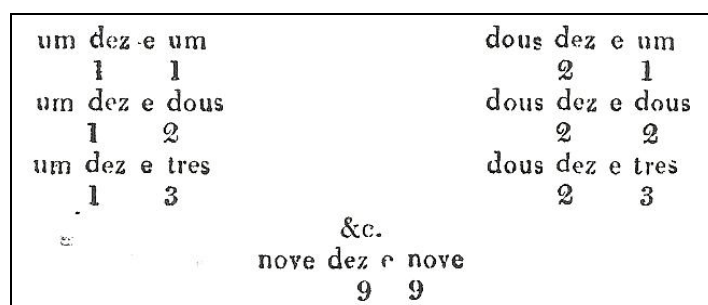 um dez e um dous dez e um
1 1 2 1
um dez e dous dous dez e dous
1 2 2 2
um dez e tres dous dez e tres
1 3 2 3
&c.
nove dez e nove
9 9